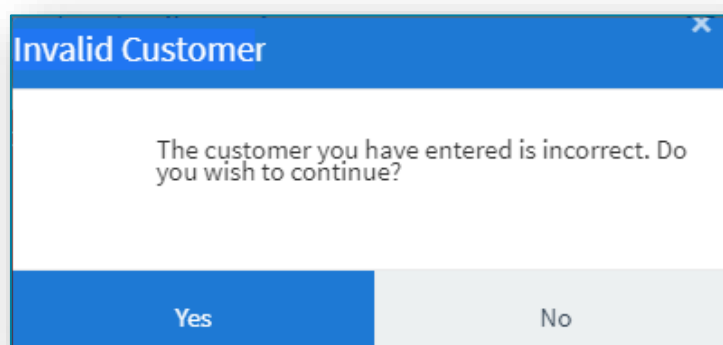 Invalid Customer
The customer you have entered is incorrect. Do
you wish to continue?
Yes
No